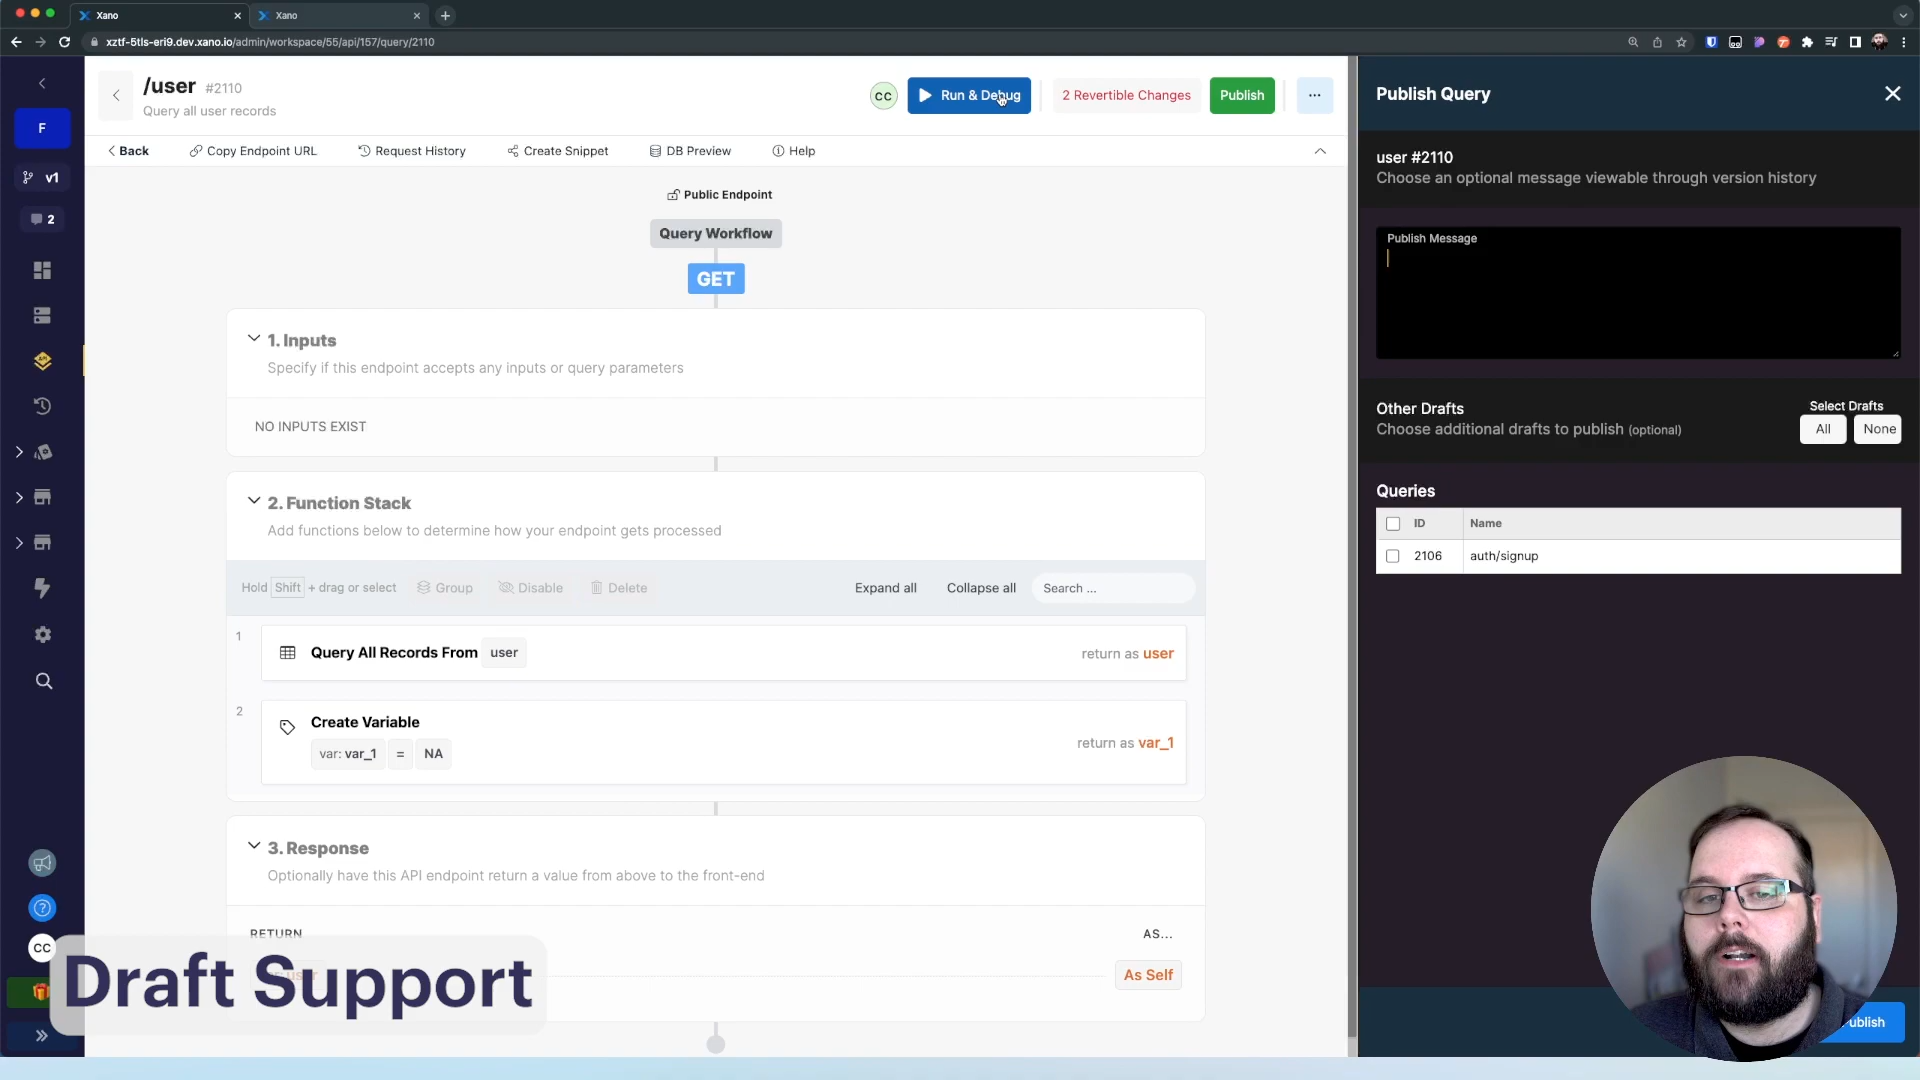 Xano
Xano
xztf-5tls-eri9.dev.xano.io/admin/workspace/55/api/157/query/2110
F
v1
2
/user #2110
Query all user records
CC
Run & Debug
2 Revertible Changes
Publish
Back
Copy Endpoint URL
Request History
Create Snippet
DB Preview
Help
Public Endpoint
Query Workflow
GET
1. Inputs
Specify if this endpoint accepts any inputs or query parameters
NO INPUTS EXIST
2. Function Stack
Add functions below to determine how your endpoint gets processed
Hold Shift + drag or select
Group
Disable
Delete
Expand all
Collapse all
Search ...
1
Query All Records From user
return as user
2
Create Variable
var: var_1 = NA
return as var_1
3. Response
Optionally have this API endpoint return a value from above to the front-end
RETURN
AS...
As Self
API
CC
Draft Support
Publish Query
user #2110
Choose an optional message viewable through version history
Publish Message
Other Drafts
Choose additional drafts to publish (optional)
Select Drafts
All
None
Queries
ID
Name
2106
auth/signup
ublish